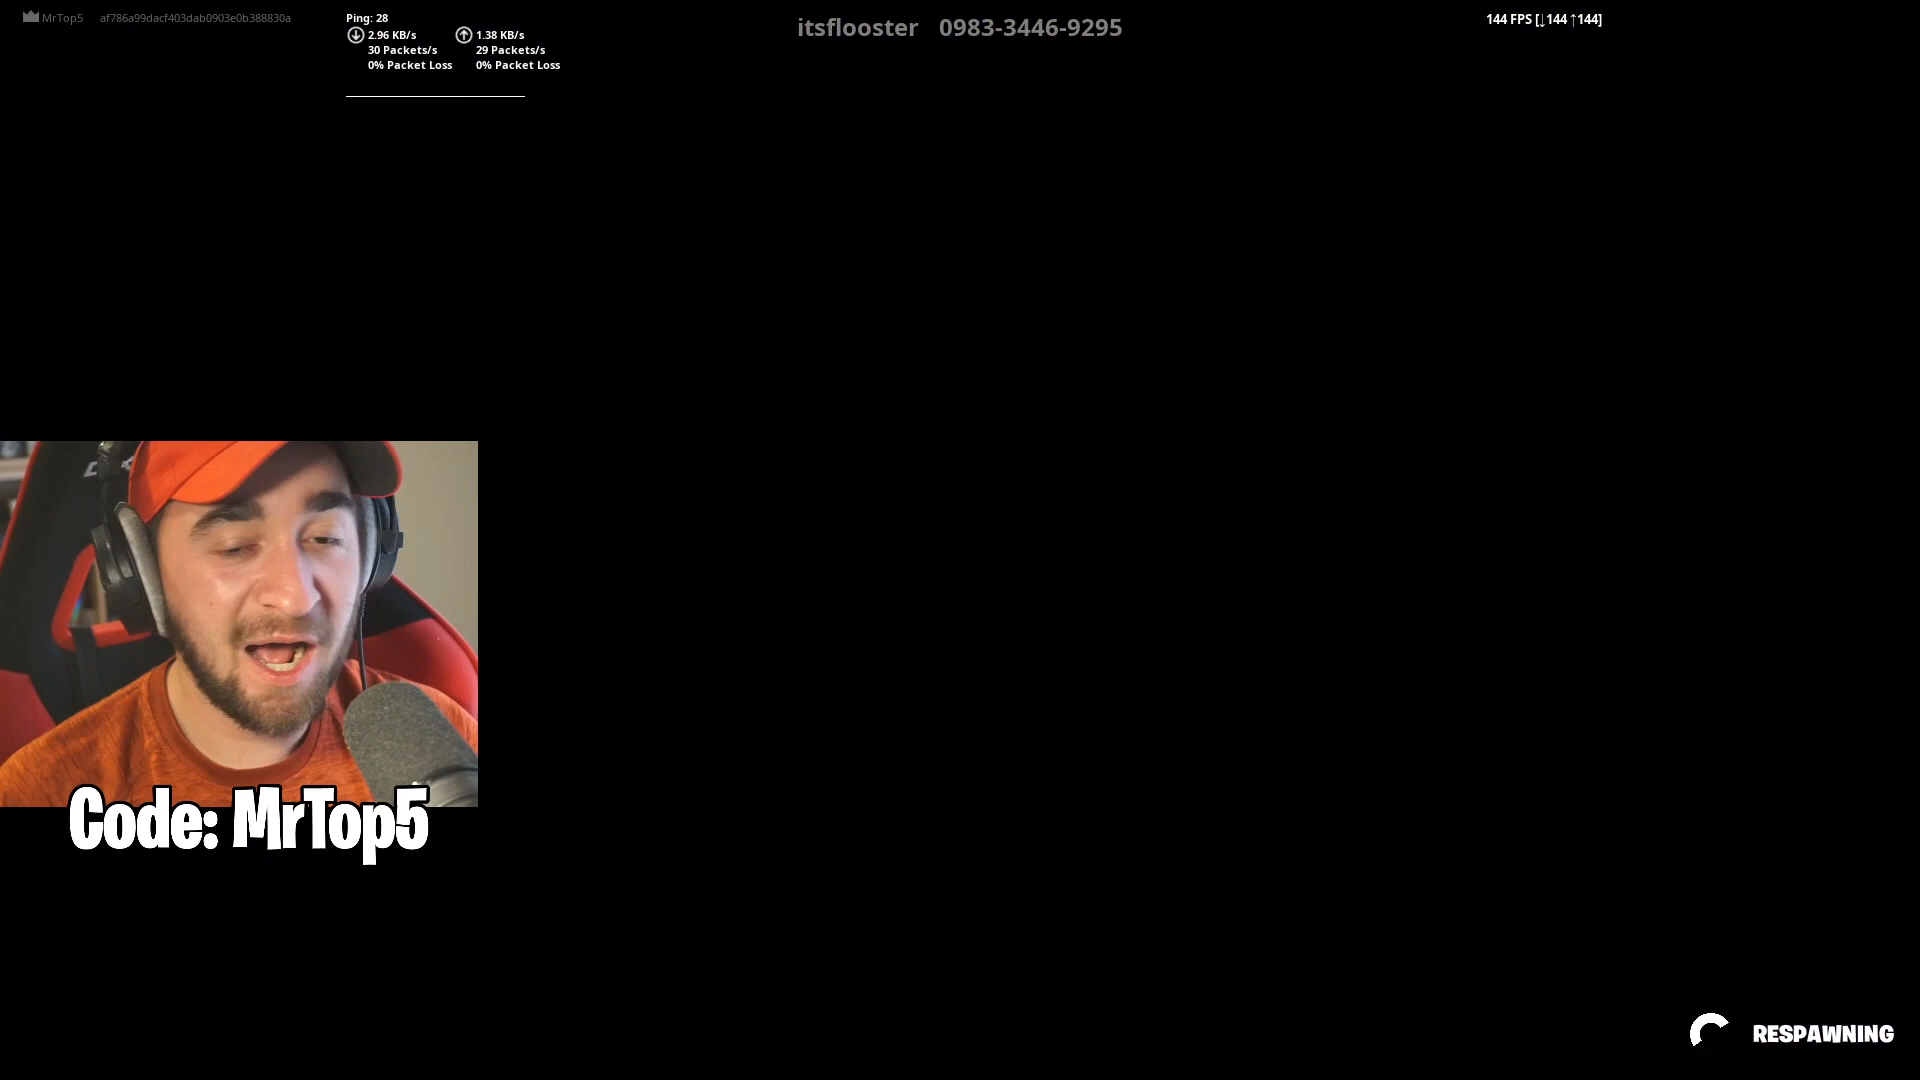 MrTop5 af786a99dacf403dab0903e0b388830a
Ping: 28
2.96 KB/s 1.38 KB/s
30 Packets/s 29 Packets/s
0% Packet Loss 0% Packet Loss
itsflooster 0983-3446-9295
144 FPS [↓144 ↑144]
Code: MrTop5
RESPAWNING